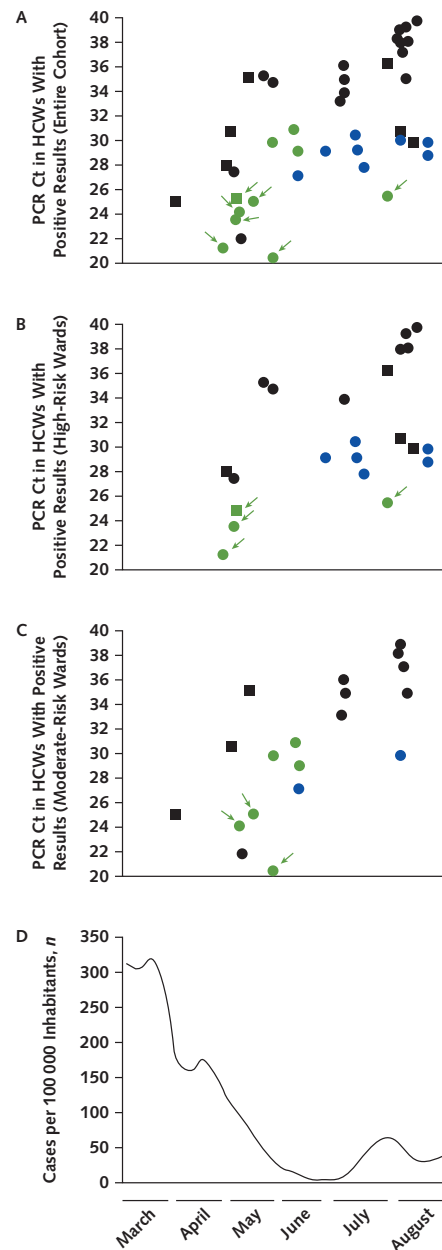 A
PCR Ct in HCWs With
Positive Results (Entire Cohort)
40
38
36
34
32
30
28
26
24
22
20
B
PCR Ct in HCWs With
Positive Results (High-Risk Wards)
40
38
36
34
32
30
28
26
24
22
20
C
PCR Ct in HCWs With Positive
Results (Moderate-Risk Wards)
40
38
36
34
32
30
28
26
24
22
20
D
Cases per 100 000 Inhabitants, n
350
300
250
200
150
100
50
0
March
April
May
June
July
August